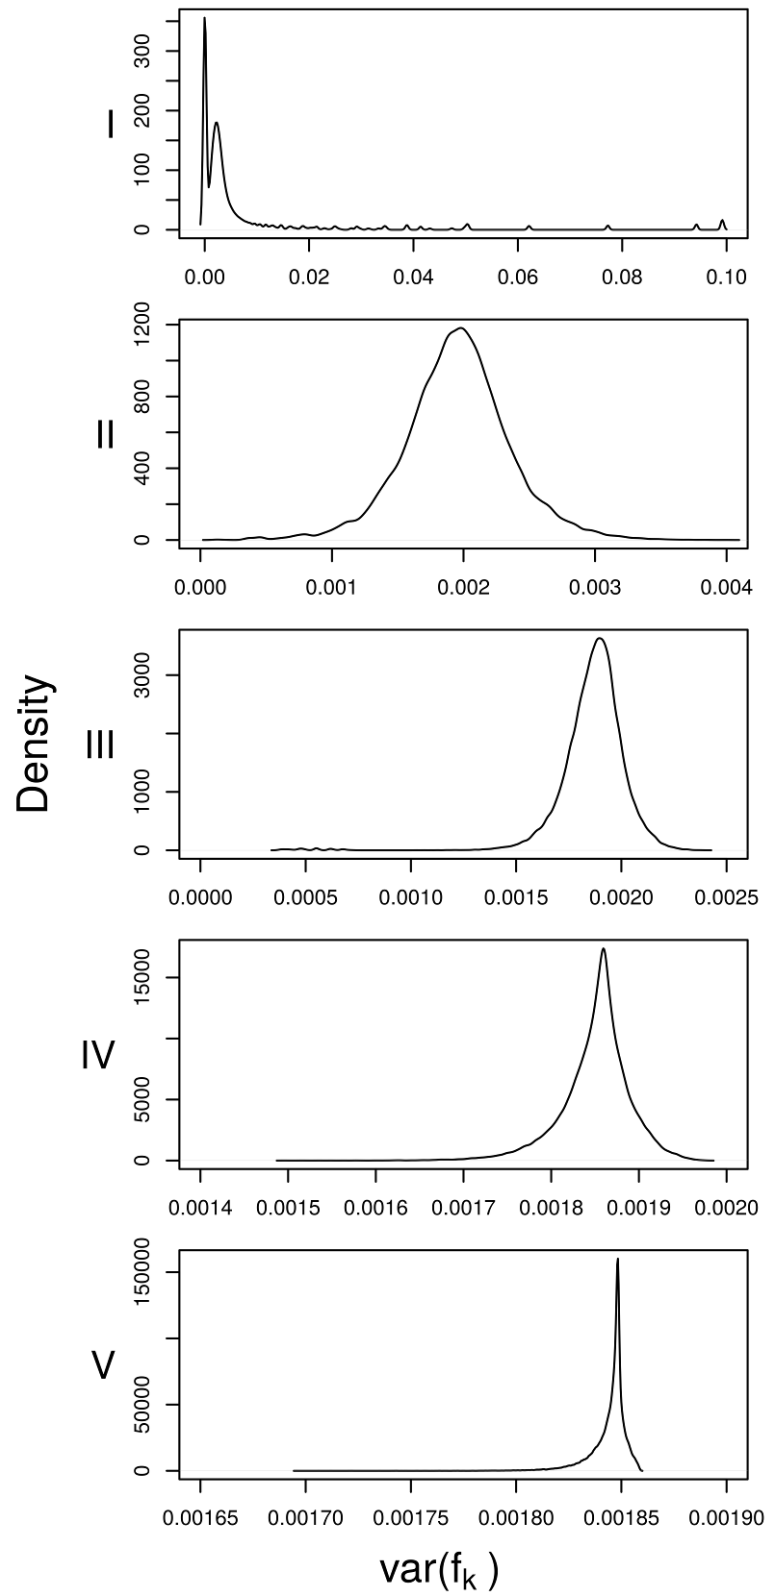 I
0 100 200 300
0.00 0.02 0.04 0.06 0.08 0.10
II
0 400 800 1200
0.000 0.001 0.002 0.003 0.004
Density
III
0 1000 3000
0.0000 0.0005 0.0010 0.0015 0.0020 0.0025
IV
0 5000 15000
0.0014 0.0015 0.0016 0.0017 0.0018 0.0019 0.0020
V
0 50000 150000
0.00165 0.00170 0.00175 0.00180 0.00185 0.00190
var(fk )